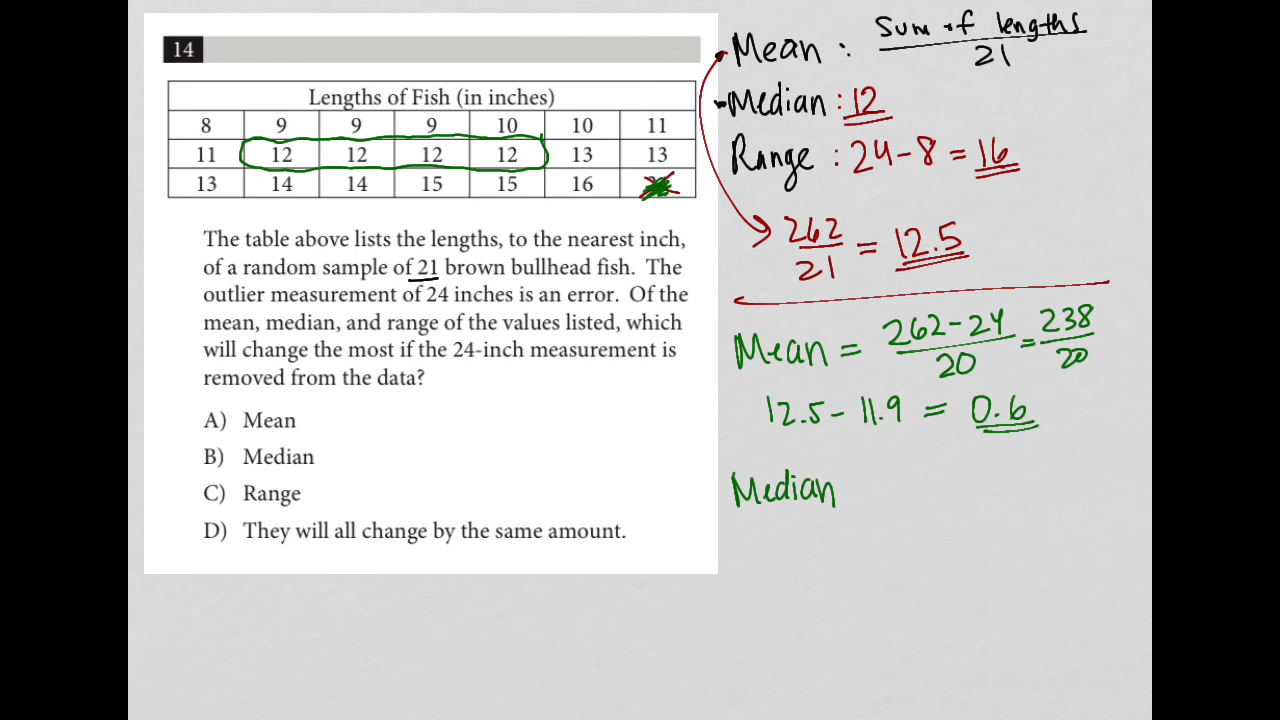 14
Lengths of Fish (in inches)
8 9 9 9 10 10 11
11 12 12 12 12 13 13
13 14 14 15 15 16
The table above lists the lengths, to the nearest inch,
of a random sample of 21 brown bullhead fish. The
outlier measurement of 24 inches is an error. Of the
mean, median, and range of the values listed, which
will change the most if the 24-inch measurement is
removed from the data?
A) Mean
B) Median
C) Range
D) They will all change by the same amount.
Mean : Sum of lengths
21
Median : 12
Range : 24 - 8 = 16
262
21
= 12.5
Mean = 262 - 24 = 238
20 20
12.5 - 11.9 = 0.6
Median